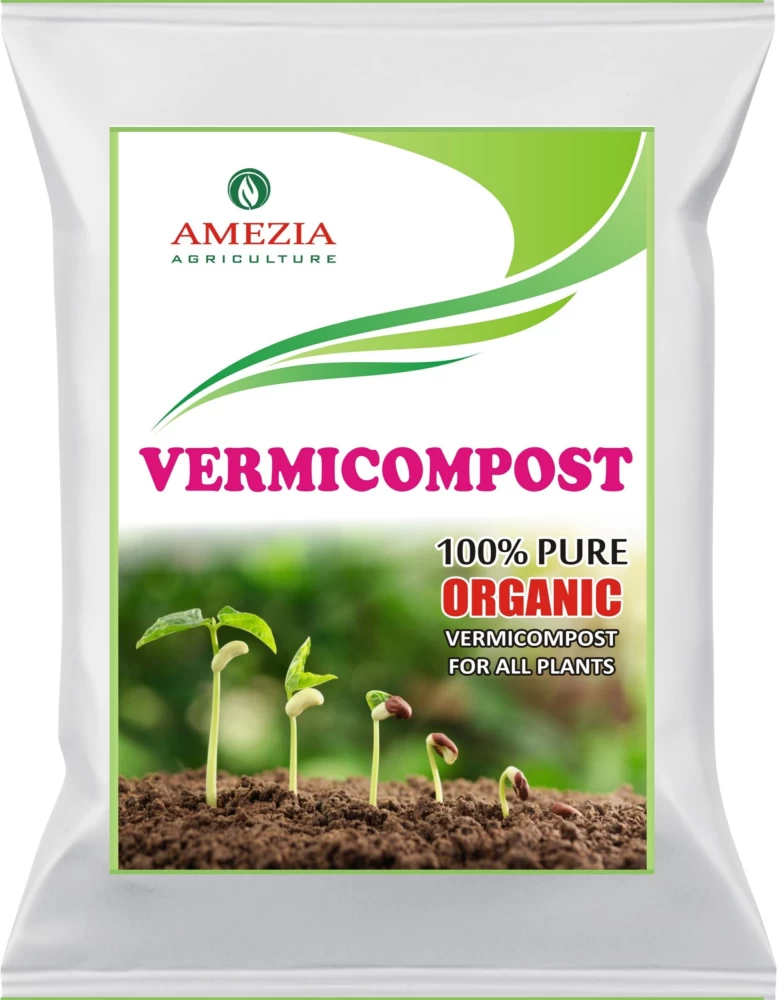 AMEZIA
AGRICULTURE
VERMICOMPOST
100% PURE
ORGANIC
VERMICOMPOST
FOR ALL PLANTS